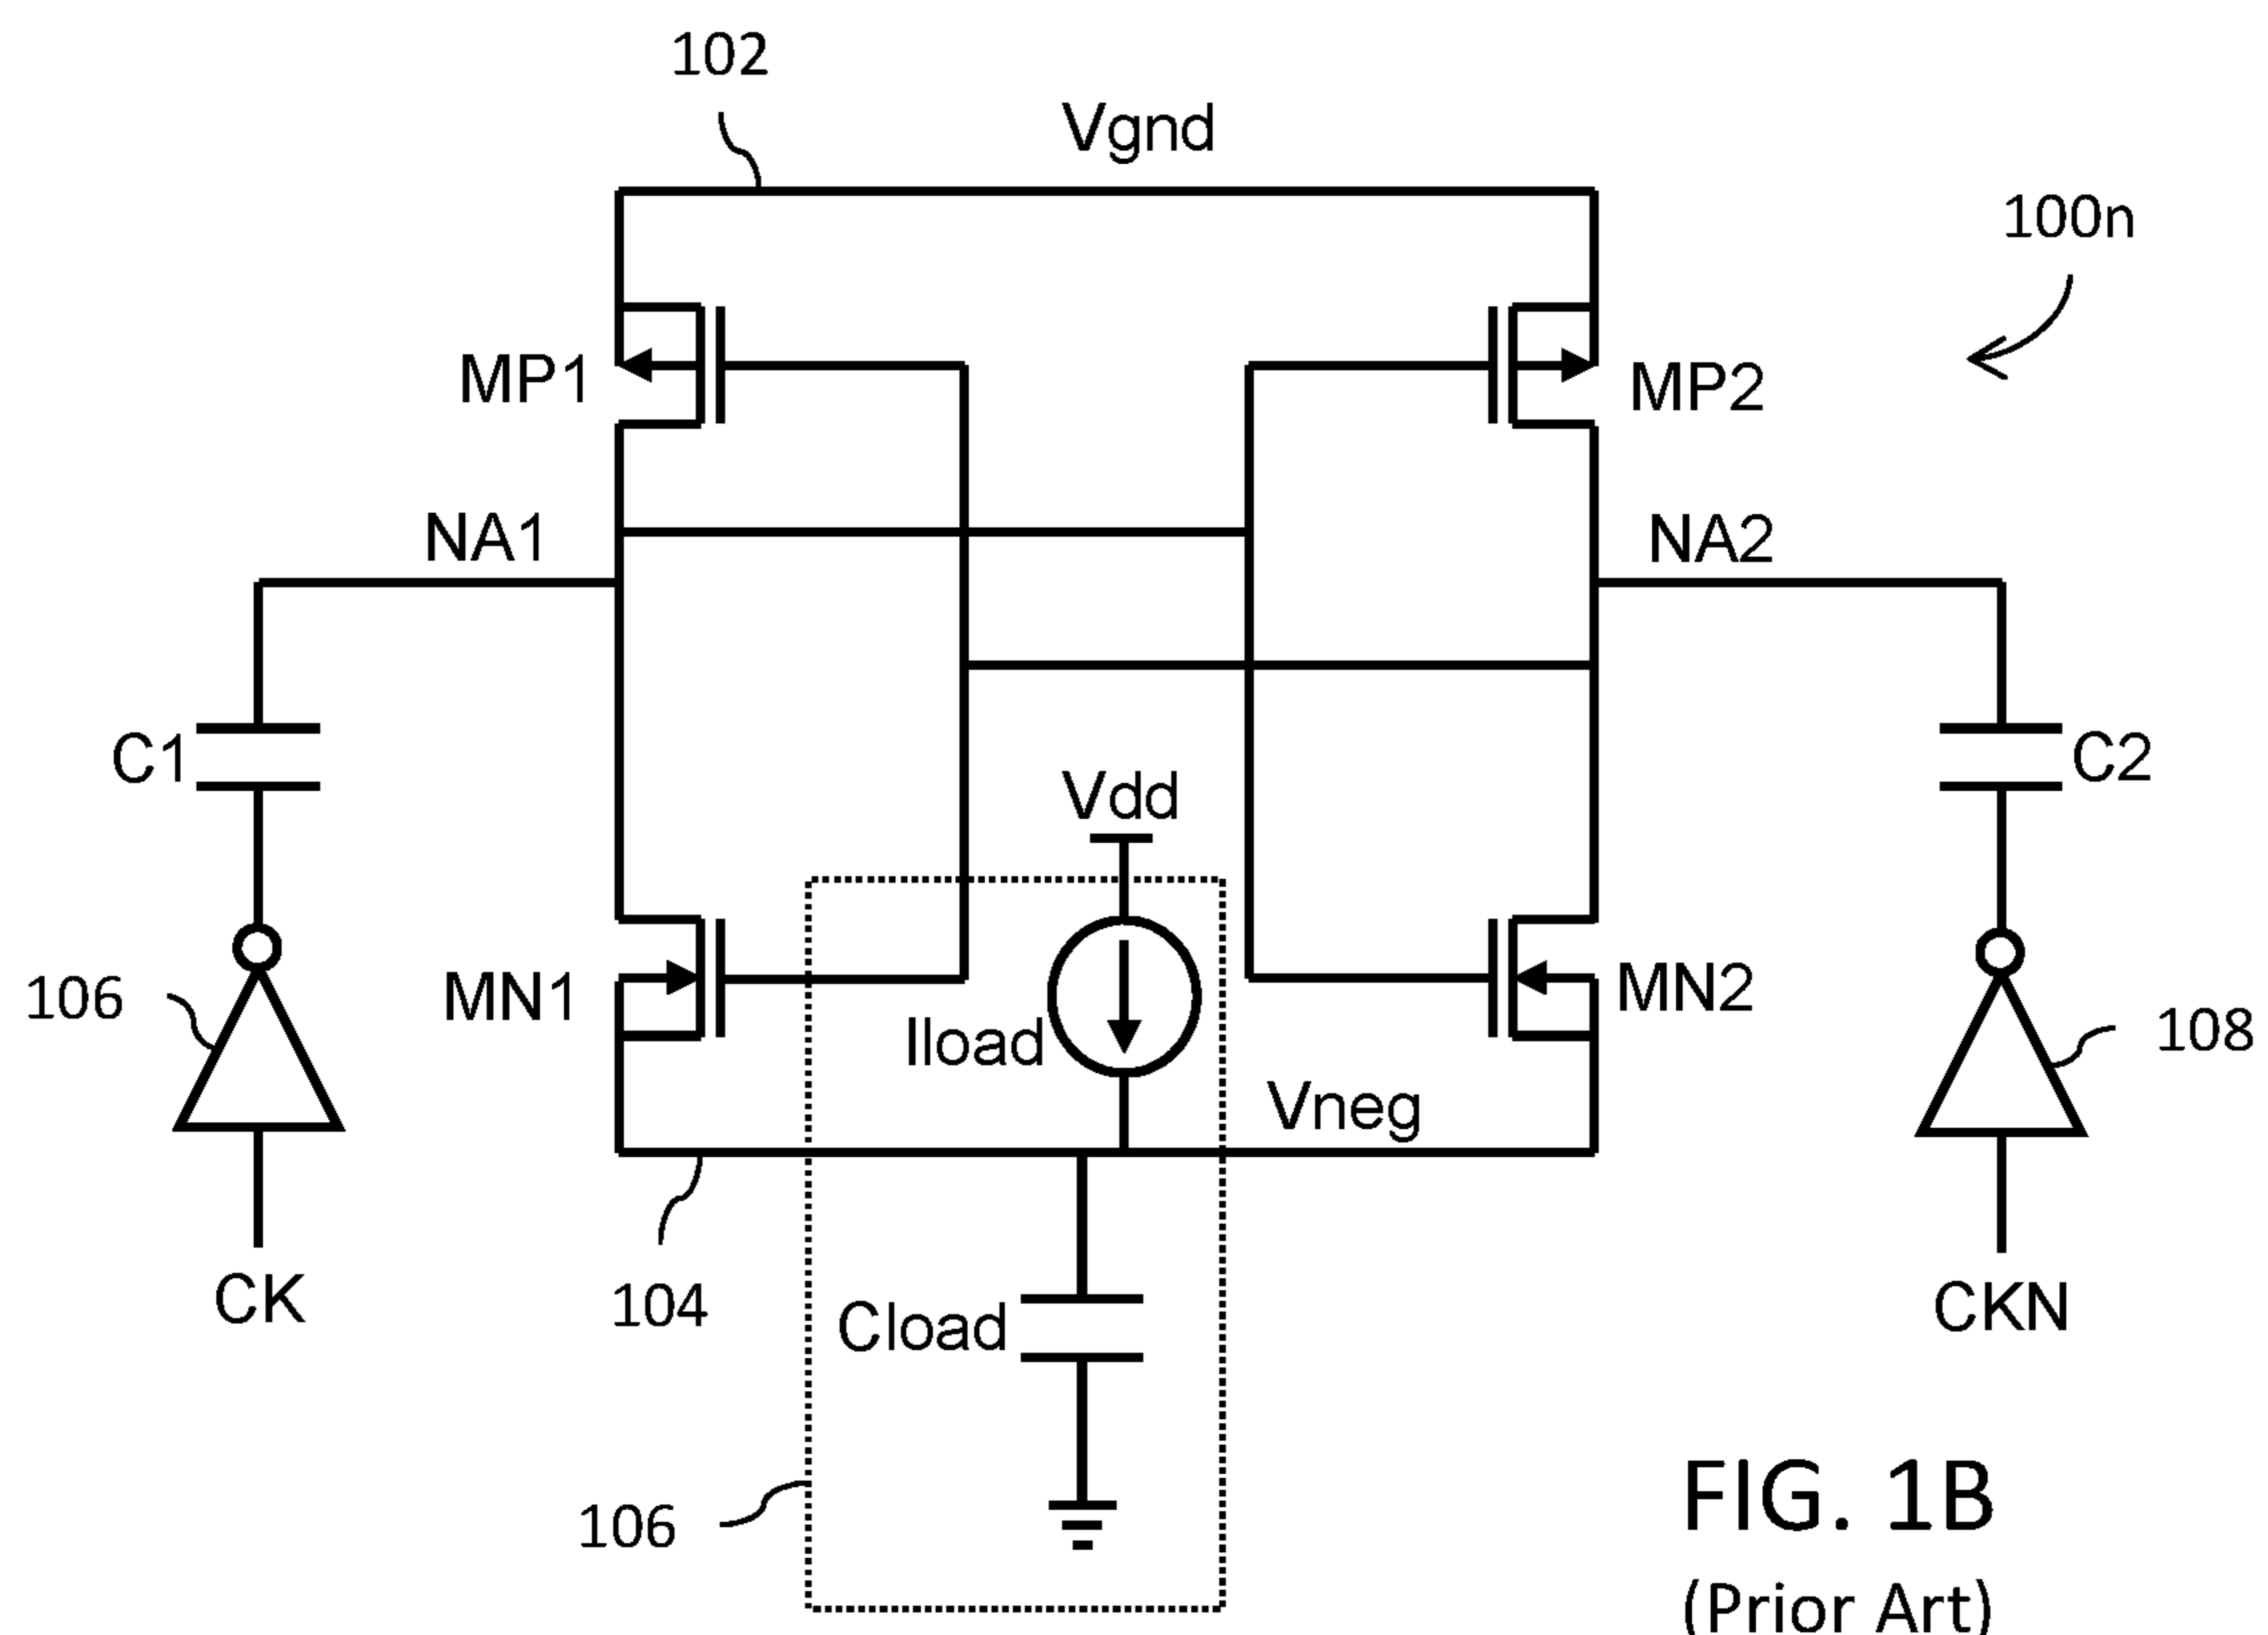 102
Vgnd
100n
MP1
MP2
NA1
NA2
C1
Vdd
C2
106
MN1
Iload
MN2
108
Vneg
CK
104
Cload
CKN
106
FIG. 1B
(Prior Art)